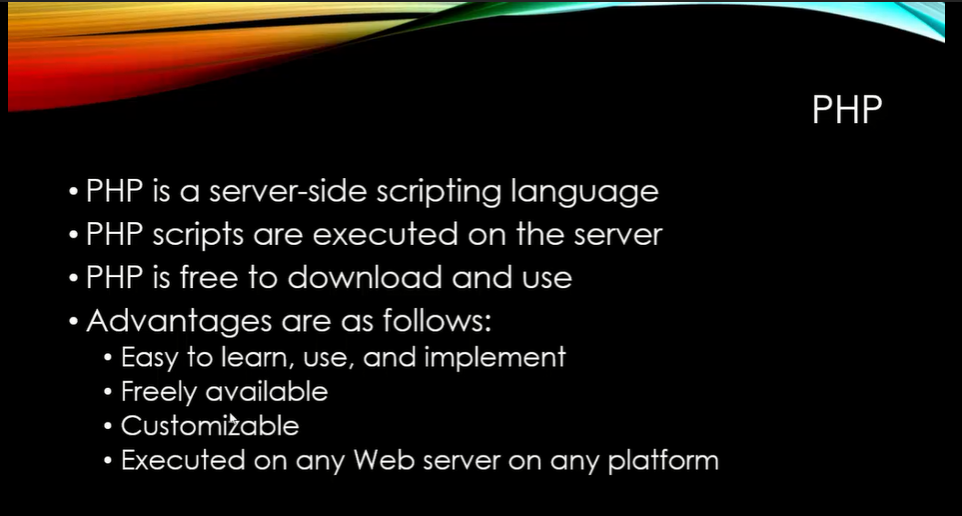 PHP
• PHP is a server-side scripting language
• PHP scripts are executed on the server
• PHP is free to download and use
• Advantages are as follows:
• Easy to learn, use, and implement
• Freely available
• Customizable
• Executed on any Web server on any platform